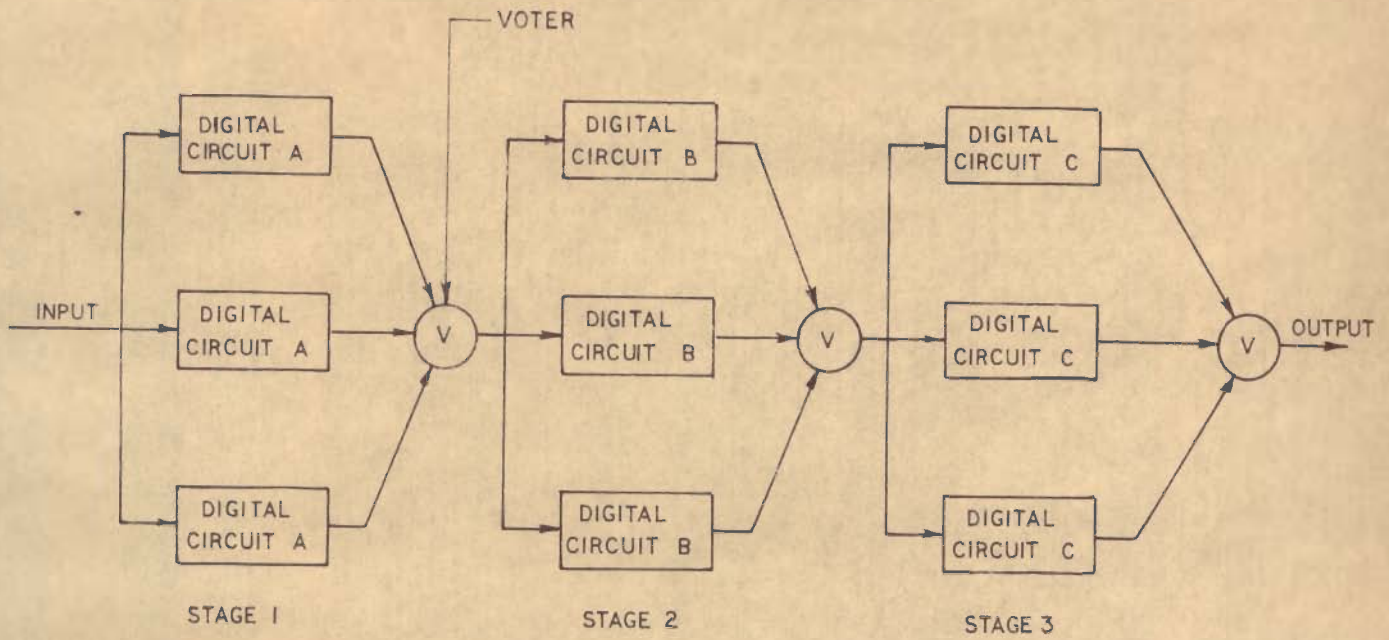 VOTER
DIGITAL
CIRCUIT A
DIGITAL
CIRCUIT B
DIGITAL
CIRCUIT C
INPUT
DIGITAL
CIRCUIT A
V
DIGITAL
CIRCUIT B
V
DIGITAL
CIRCUIT C
V
OUTPUT
DIGITAL
CIRCUIT A
DIGITAL
CIRCUIT B
DIGITAL
CIRCUIT C
STAGE 1
STAGE 2
STAGE 3